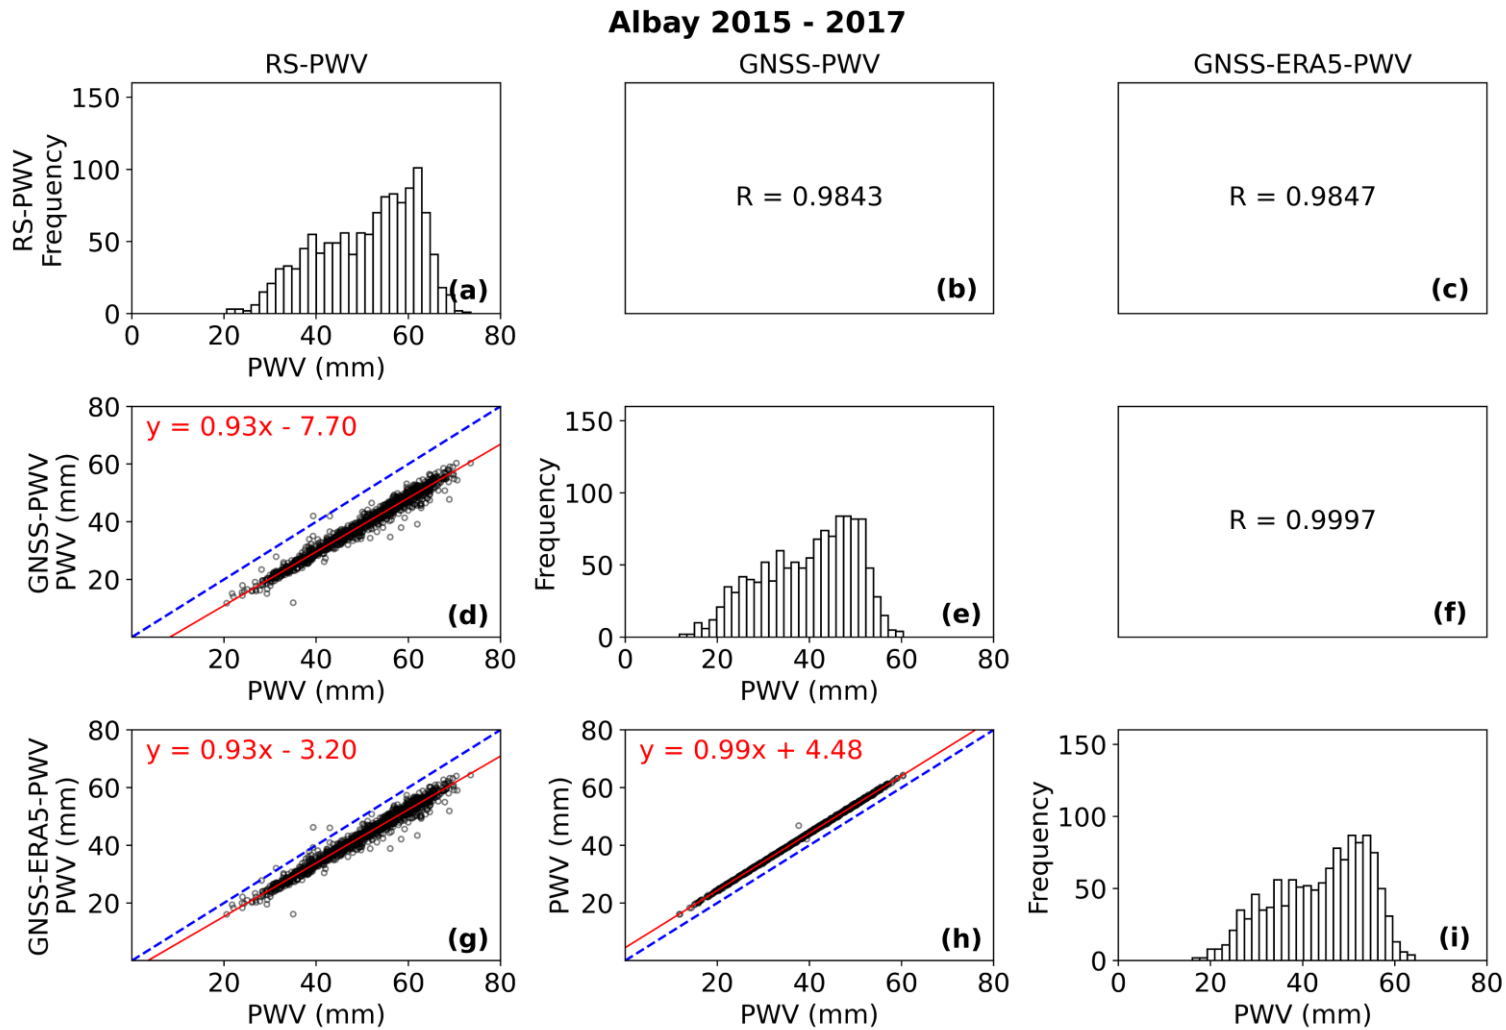 Albay 2015 - 2017
RS-PWV
GNSS-PWV
GNSS-ERA5-PWV
RS-PWV
Frequency
150
100
50
0
0 20 40 60 80
PWV (mm)
(a)
R = 0.9843
(b)
R = 0.9847
(c)
GNSS-PWV
PWV (mm)
80
60
40
20
y = 0.93x - 7.70
(d)
20 40 60 80
PWV (mm)
Frequency
150
100
50
0
(e)
0 20 40 60 80
PWV (mm)
R = 0.9997
(f)
GNSS-ERA5-PWV
PWV (mm)
80
60
40
20
y = 0.93x - 3.20
(g)
20 40 60 80
PWV (mm)
PWV (mm)
80
60
40
20
y = 0.99x + 4.48
(h)
20 40 60 80
PWV (mm)
Frequency
150
100
50
0
(i)
0 20 40 60 80
PWV (mm)